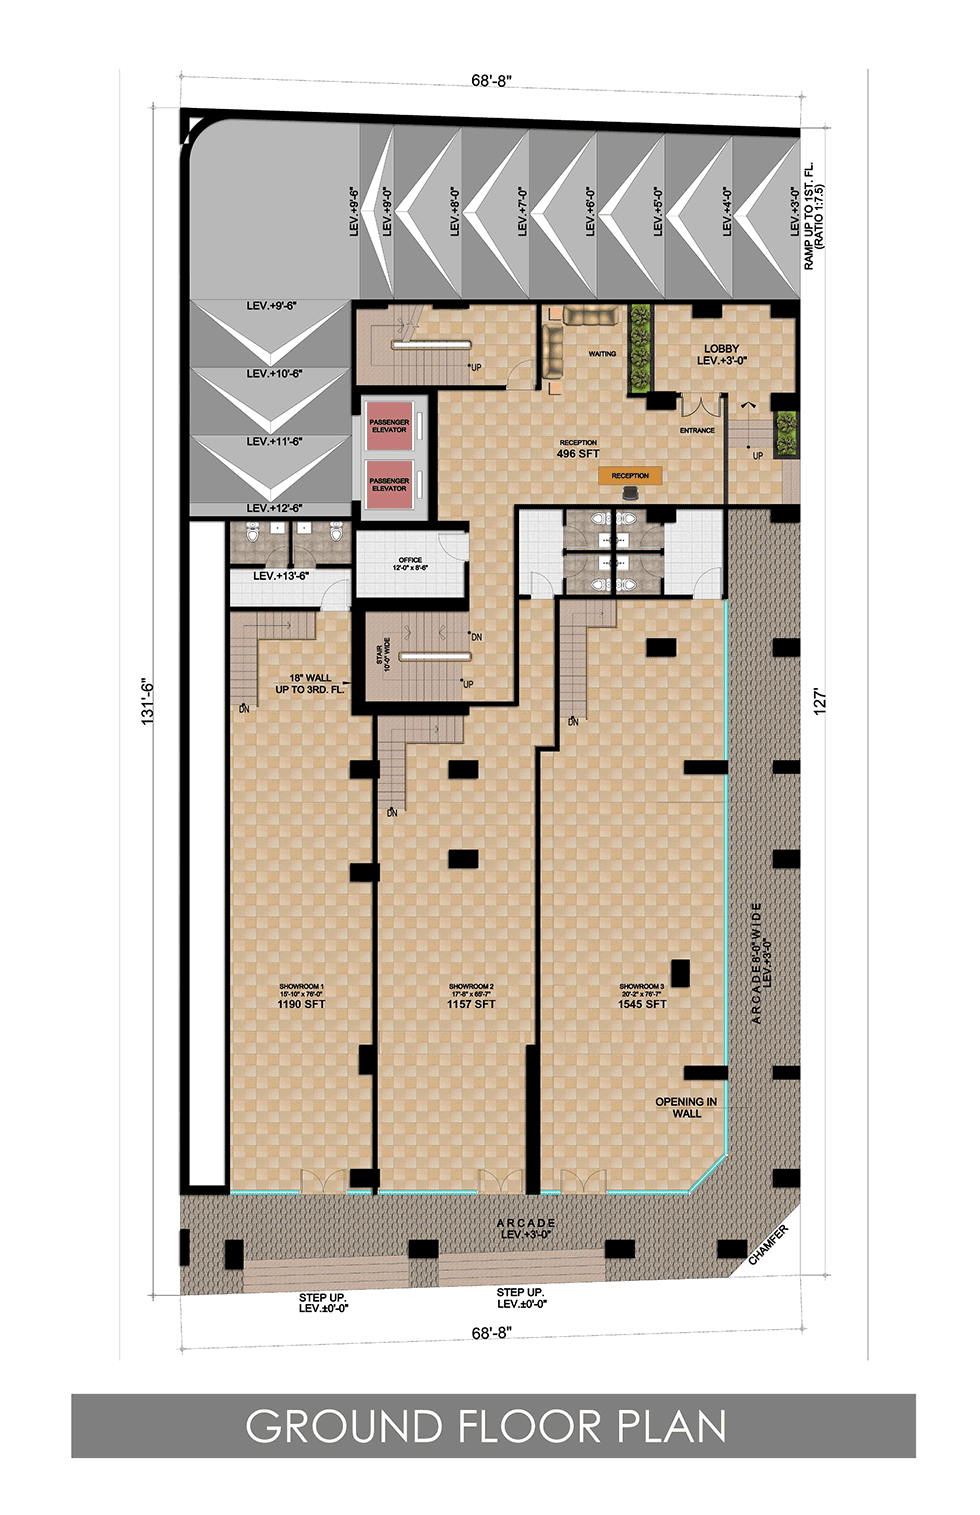 68'-8"
LEV.+9'-6"
LEV.+9'-0"
LEV.+8'-0"
LEV.+7'-0"
LEV.+6'-0"
LEV.+5'-0"
LEV.+4'-0"
LEV.+3'-0"
RAMP UP TO 1ST. FL.
(RATIO 1:7.5)
LEV.+9'-6"
LEV.+10'-6"
LEV.+11'-6"
LEV.+12'-6"
UP
WAITING
LOBBY
LEV.+3'-0"
ENTRANCE
UP
PASSENGER
ELEVATOR
PASSENGER
ELEVATOR
RECEPTION
496 SFT
RECEPTION
OFFICE
12'-0" x 8'-6"
LEV.+13'-6"
STAIR
10'-0" WIDE
DN
UP
18" WALL
UP TO 3RD. FL.
DN
DN
DN
131'-6"
127'
SHOWROOM 1
15'-10" x 76'-0"
1190 SFT
SHOWROOM 2
17'-8" x 65'-7"
1157 SFT
SHOWROOM 3
20'-2" x 76'-7"
1545 SFT
ARCADE 8'-0" WIDE
LEV.+3'-0"
OPENING IN
WALL
ARCADE
LEV.+3'-0"
CHAMFER
STEP UP.
LEV.±0'-0"
STEP UP.
LEV.±0'-0"
68'-8"
GROUND FLOOR PLAN